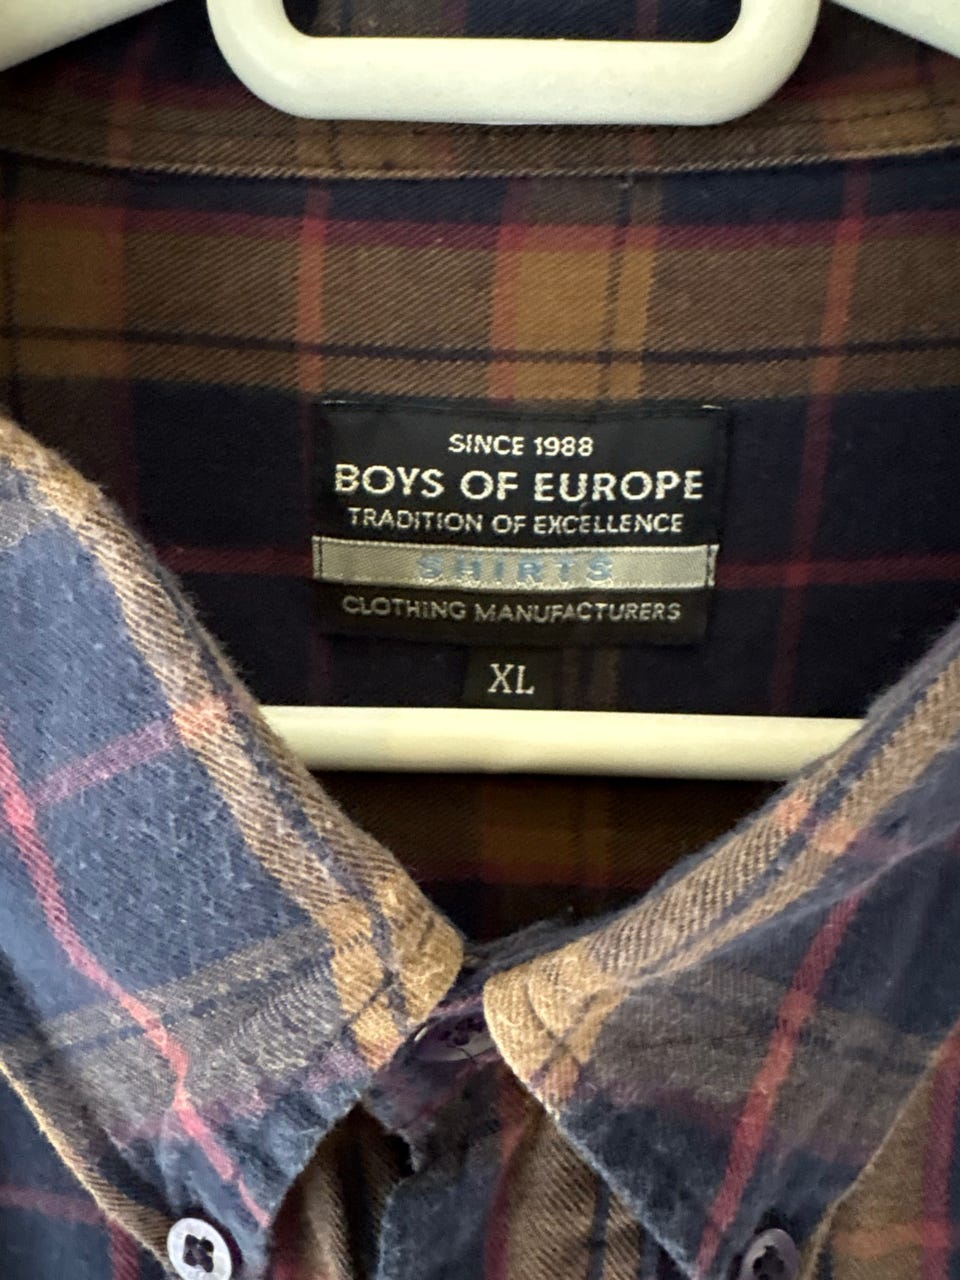 SINCE 1988
BOYS OF EUROPE
TRADITION OF EXCELLENCE
SHIRTS
CLOTHING MANUFACTURERS
XL